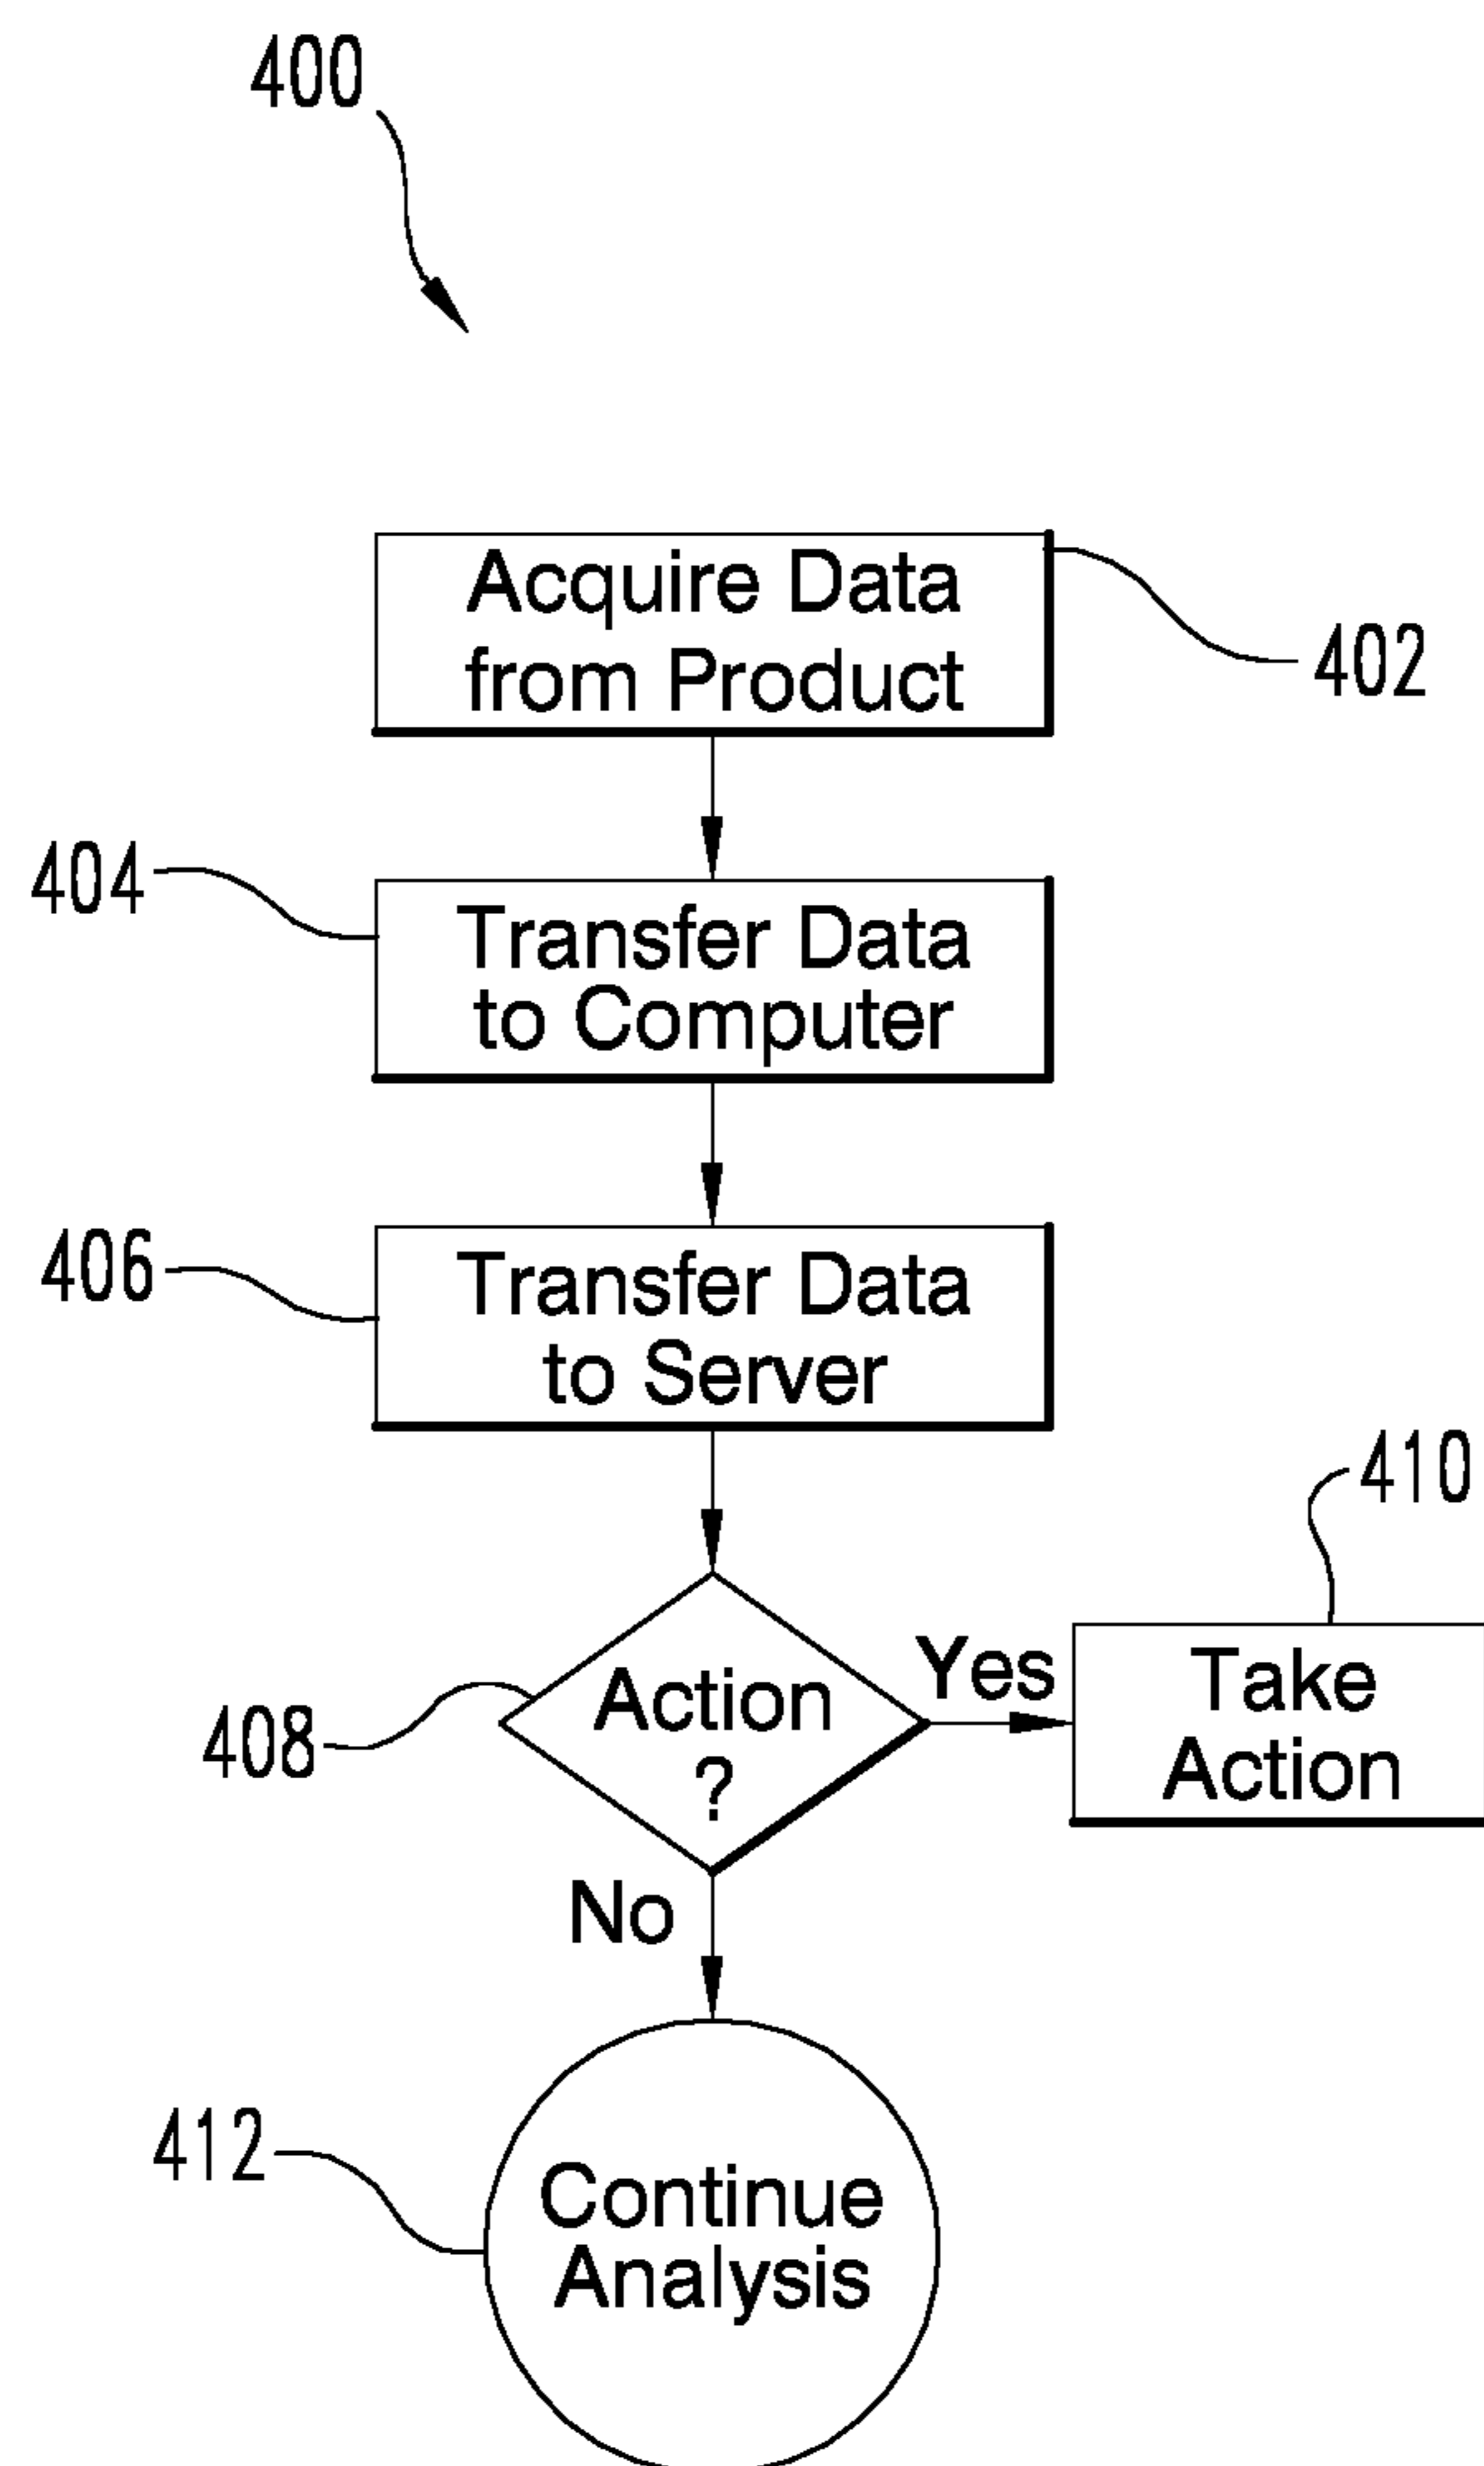 400
Acquire Data
from Product
402
404
Transfer Data
to Computer
406
Transfer Data
to Server
410
Action
?
Yes
Take
Action
408
No
412
Continue
Analysis